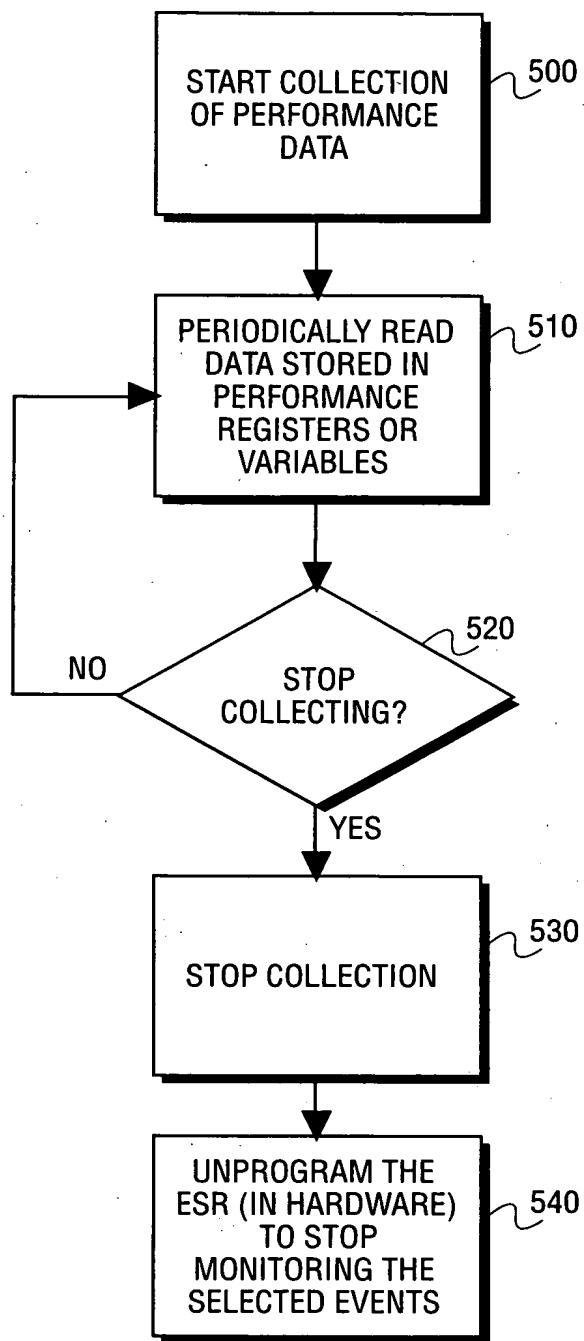 START COLLECTION
OF PERFORMANCE
DATA
500
PERIODICALLY READ
DATA STORED IN
PERFORMANCE
REGISTERS OR
VARIABLES
510
520
NO
STOP
COLLECTING?
YES
STOP COLLECTION
530
UNPROGRAM THE
ESR (IN HARDWARE)
TO STOP
MONITORING THE
SELECTED EVENTS
540